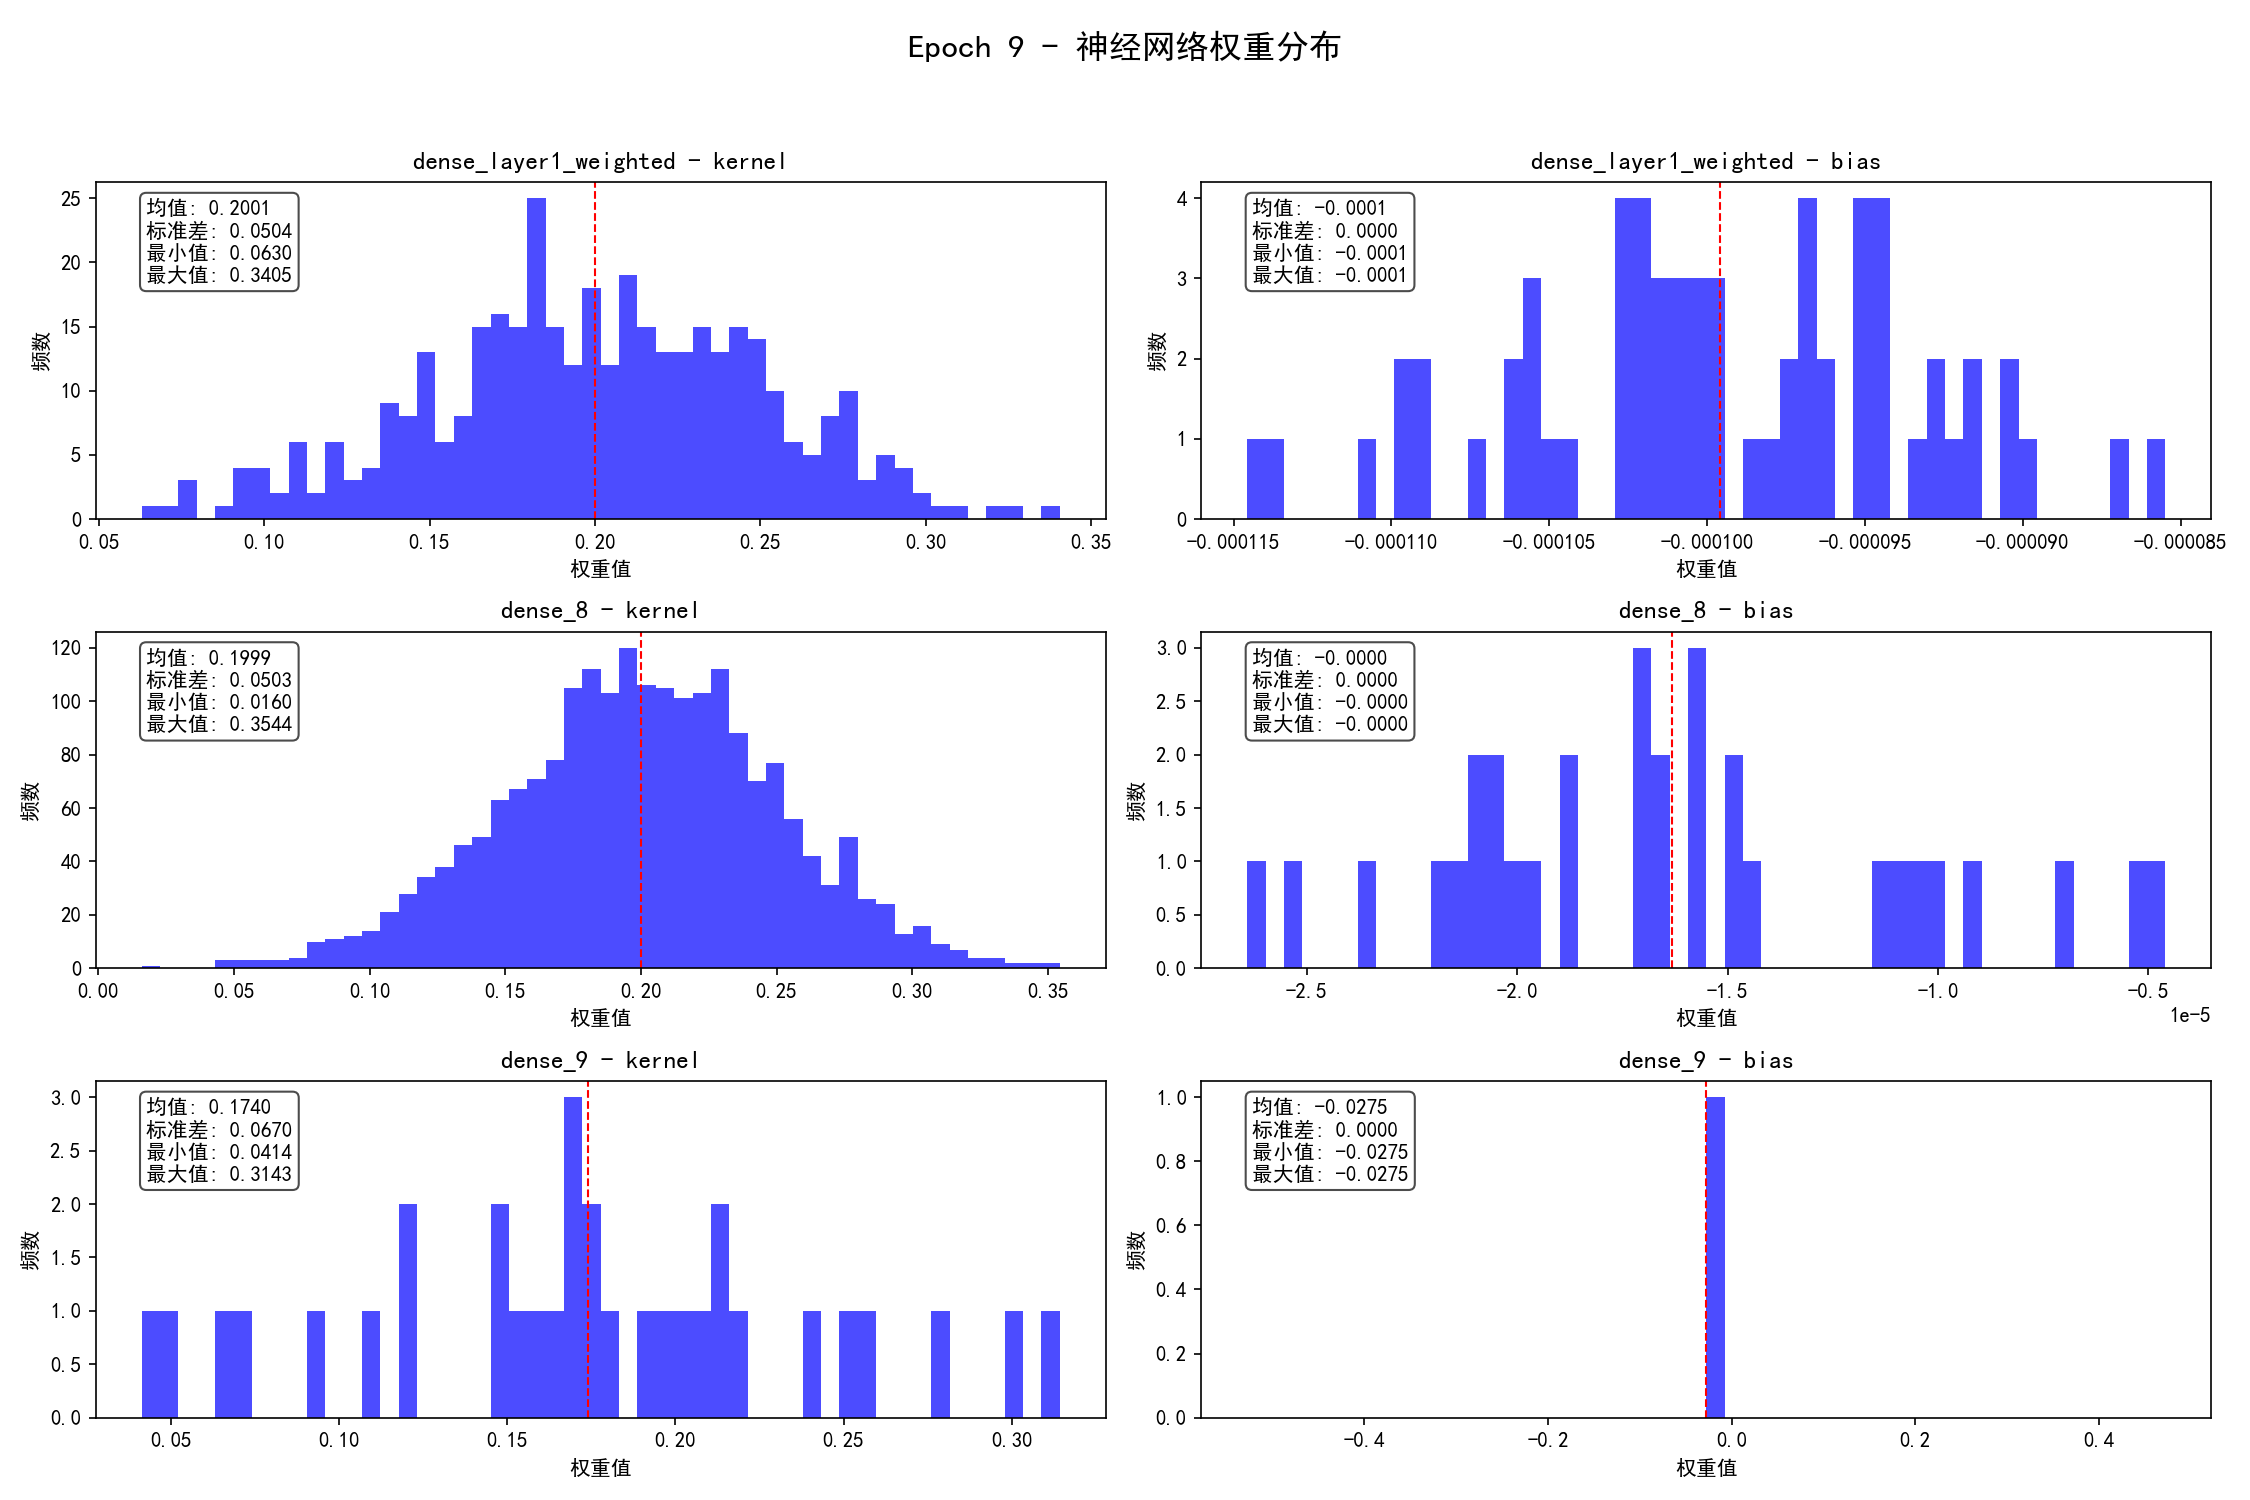 Epoch 9 - 神经网络权重分布
dense_layer1_weighted - kernel
均值: 0.2001
标准差: 0.0504
最小值: 0.0630
最大值: 0.3405
频数
25
20
15
10
5
0
0.05 0.10 0.15 0.20 0.25 0.30 0.35
权重值
dense_layer1_weighted - bias
均值: -0.0001
标准差: 0.0000
最小值: -0.0001
最大值: -0.0001
频数
4
3
2
1
0
-0.000115 -0.000110 -0.000105 -0.000100 -0.000095 -0.000090 -0.000085
权重值
dense_8 - kernel
均值: 0.1999
标准差: 0.0503
最小值: 0.0160
最大值: 0.3544
频数
120
100
80
60
40
20
0
0.00 0.05 0.10 0.15 0.20 0.25 0.30 0.35
权重值
dense_8 - bias
均值: -0.0000
标准差: 0.0000
最小值: -0.0000
最大值: -0.0000
频数
3.0
2.5
2.0
1.5
1.0
0.5
0.0
-2.5 -2.0 -1.5 -1.0 -0.5
1e-5
权重值
dense_9 - kernel
均值: 0.1740
标准差: 0.0670
最小值: 0.0414
最大值: 0.3143
频数
3.0
2.5
2.0
1.5
1.0
0.5
0.0
0.05 0.10 0.15 0.20 0.25 0.30
权重值
dense_9 - bias
均值: -0.0275
标准差: 0.0000
最小值: -0.0275
最大值: -0.0275
频数
1.0
0.8
0.6
0.4
0.2
0.0
-0.4 -0.2 0.0 0.2 0.4
权重值